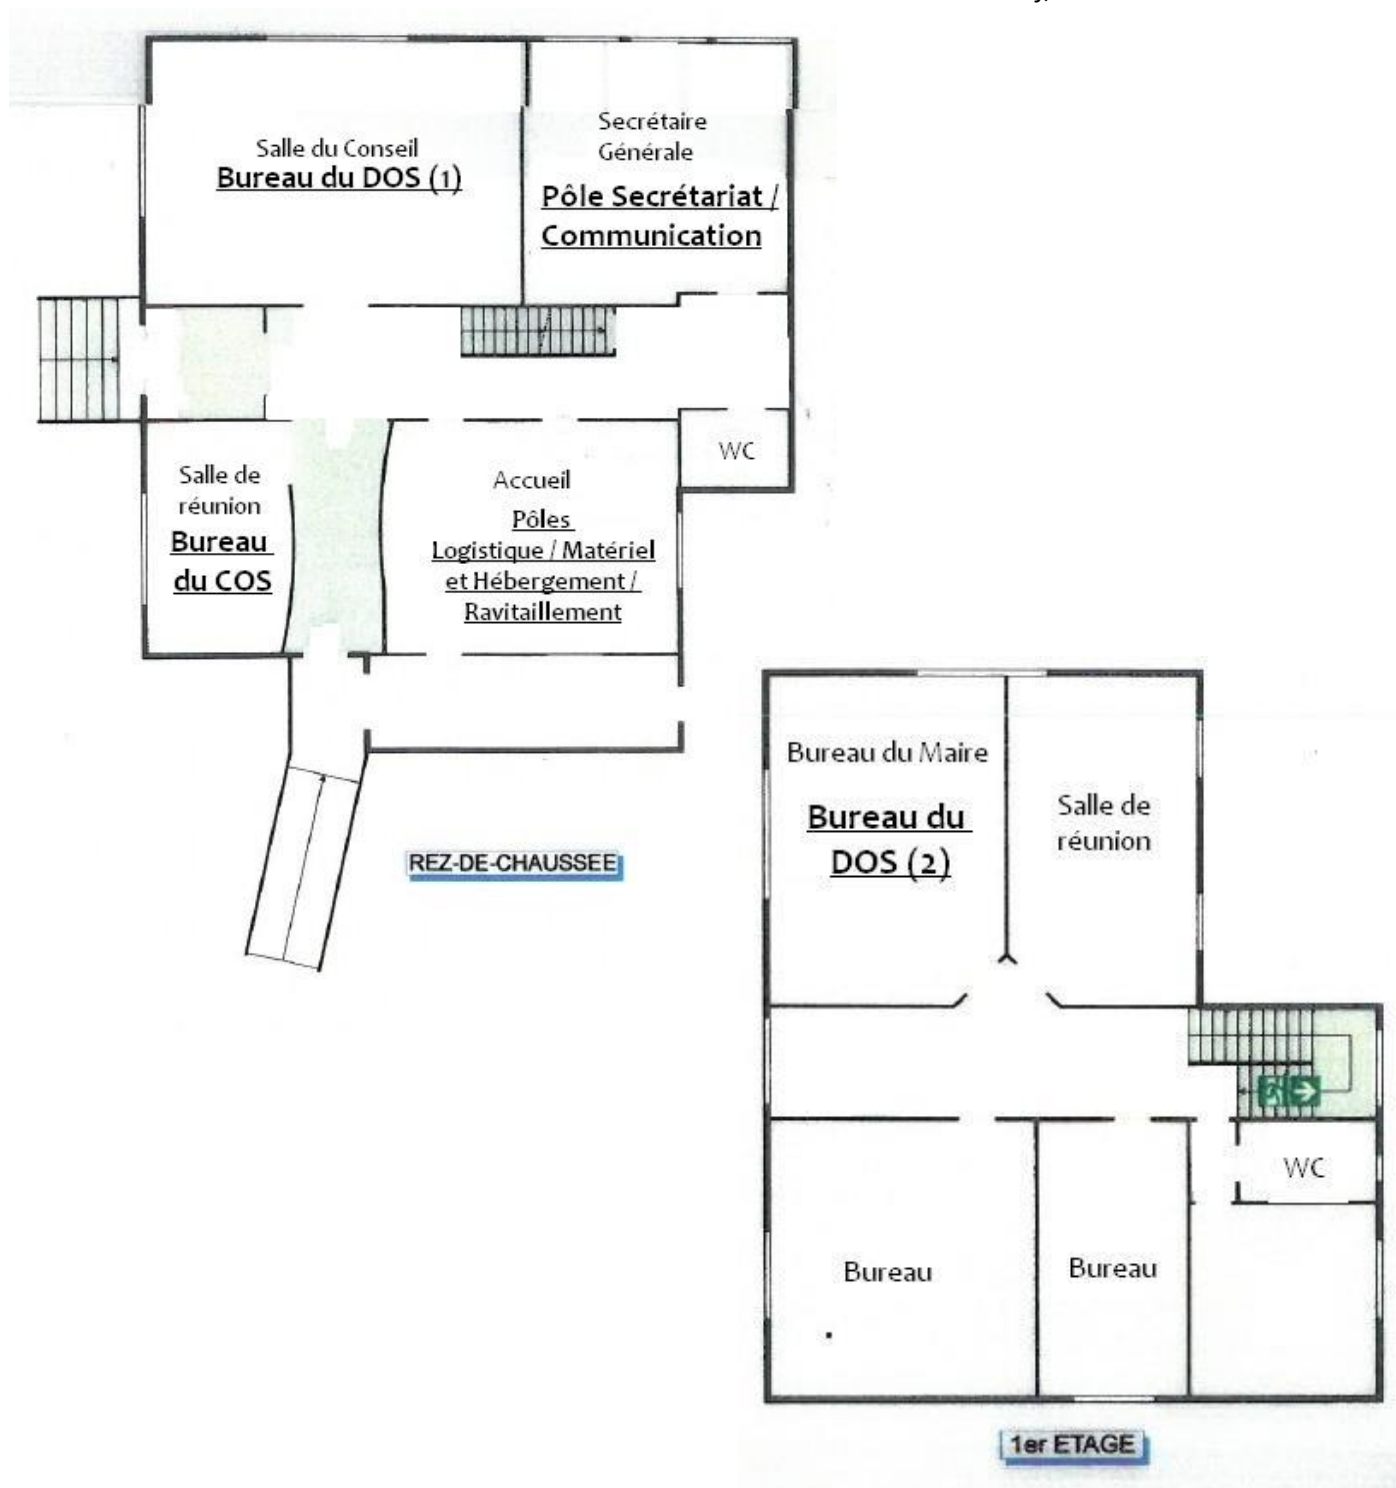 Salle du Conseil
Bureau du DOS (1)
Secrétaire
Générale
Pôle Secrétariat /
Communication
WC
Salle de
réunion
Bureau
du COS
Accueil
Pôles
Logistique / Matériel
et Hébergement /
Ravitaillement
REZ-DE-CHAUSSEE
Bureau du Maire
Bureau du
DOS (2)
Salle de
réunion
WC
Bureau
Bureau
1er ETAGE